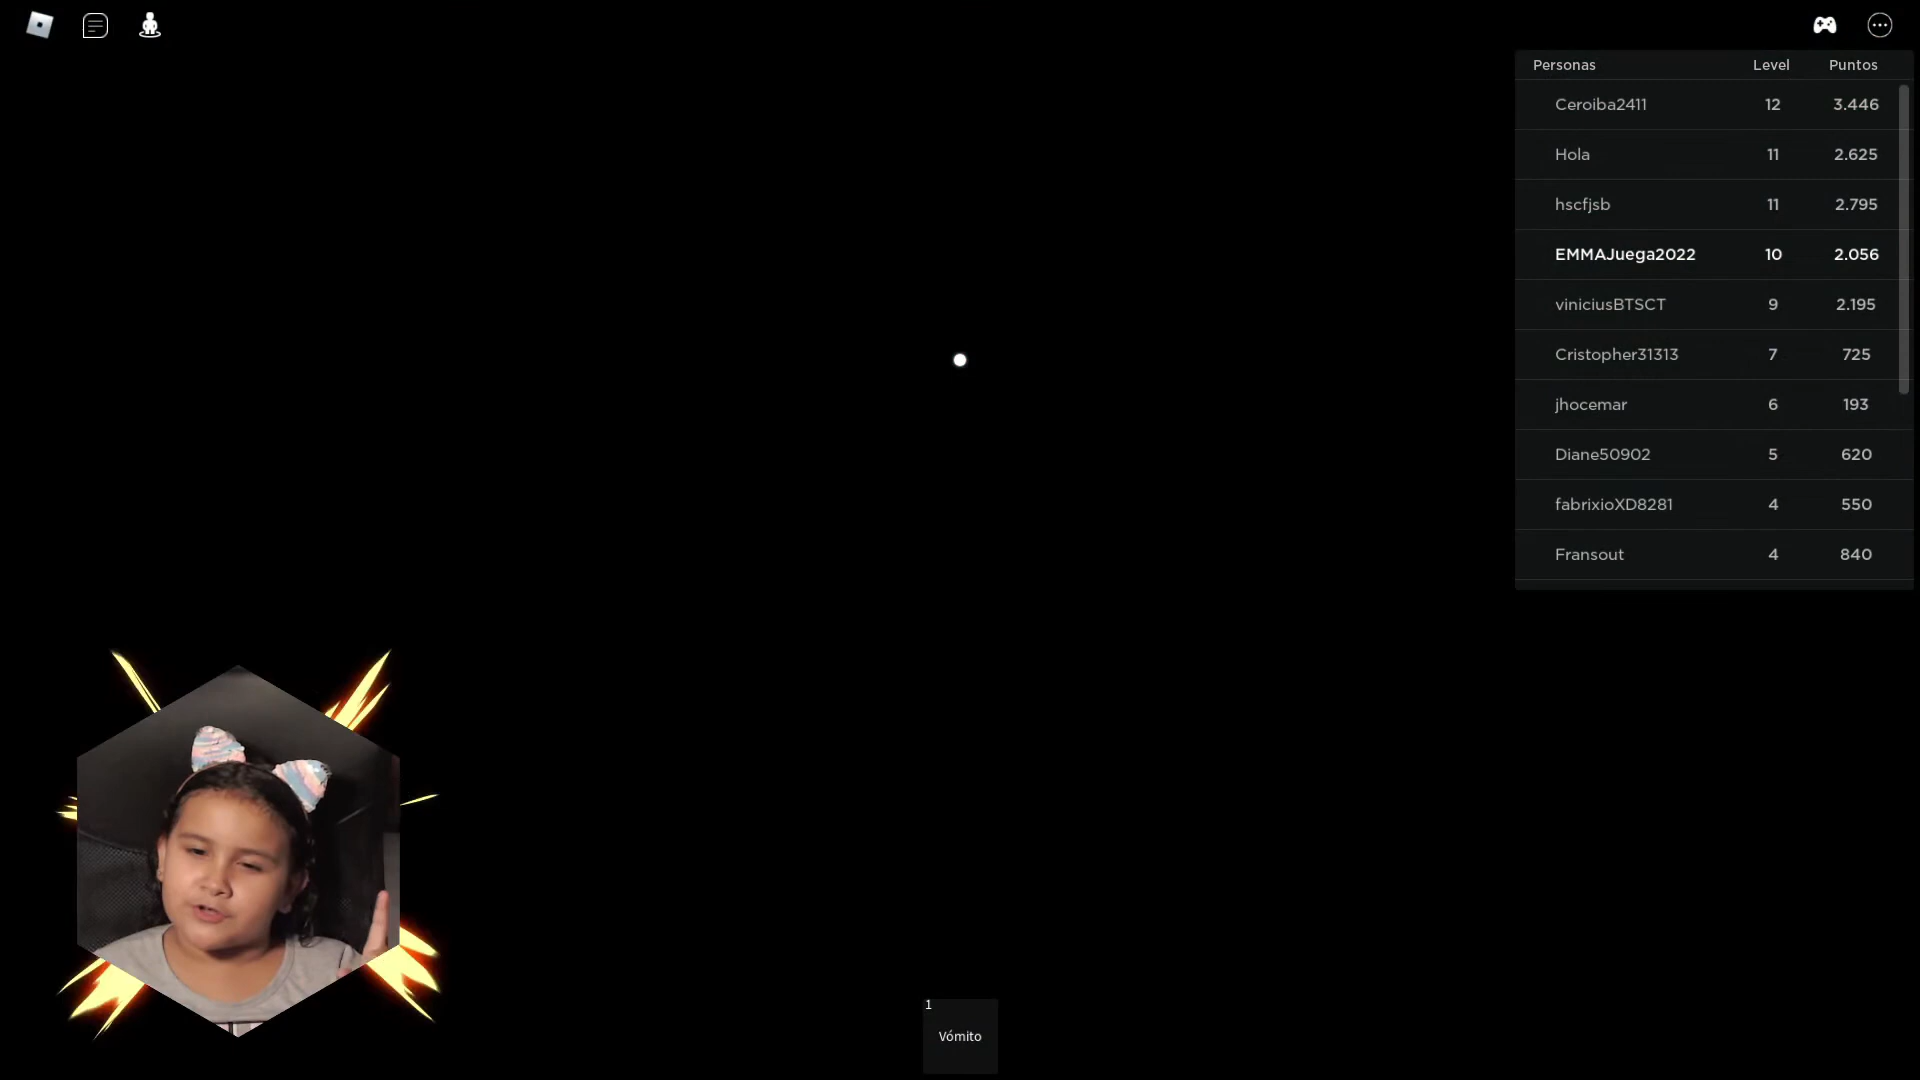 Personas Level Puntos
Ceroiba2411 12 3.446
Hola 11 2.625
hscfjsb 11 2.795
EMMAJuega2022 10 2.056
viniciusBTSCT 9 2.195
Cristopher31313 7 725
jhocemar 6 193
Diane50902 5 620
fabrixioXD8281 4 550
Fransout 4 840
1
Vómito